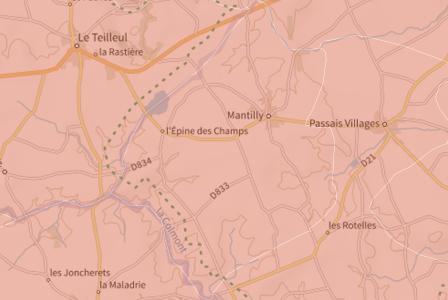 Le Teilleul
la Rastière
Mantilly
Passais Villages
l'Épine des Champs
D834
D21
D833
la Colmont
les Rotelles
les Joncherets
la Maladrie